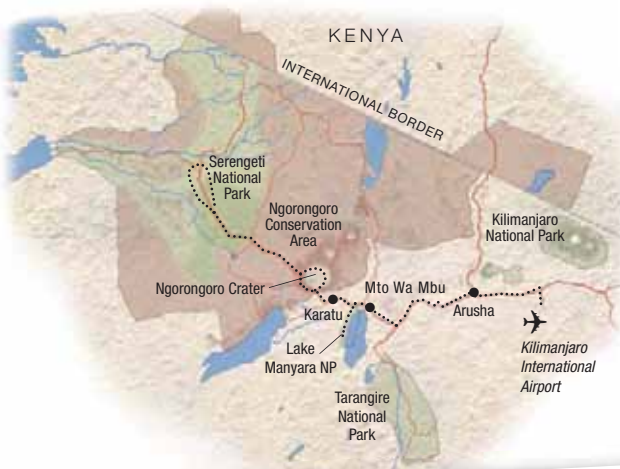 KENYA
INTERNATIONAL BORDER
Serengeti
National
Park
Ngorongoro
Conservation
Area
Kilimanjaro
National Park
Ngorongoro Crater
Mto Wa Mbu
Karatu
Arusha
Lake
Manyara NP
Kilimanjaro
International
Airport
Tarangire
National
Park